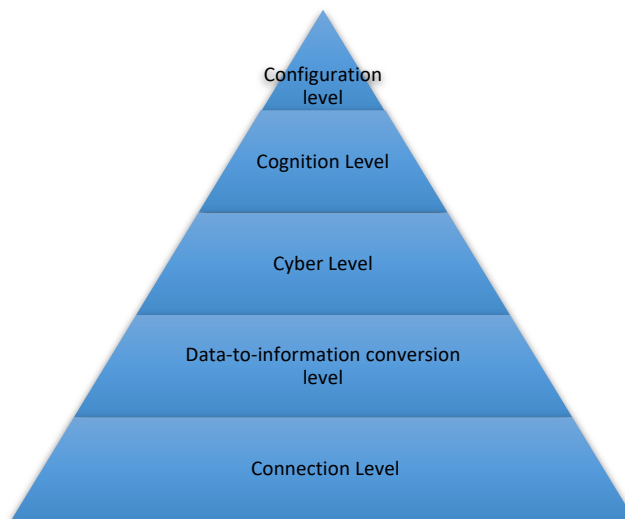 Configuration
level
Cognition Level
Cyber Level
Data-to-information conversion
level
Connection Level